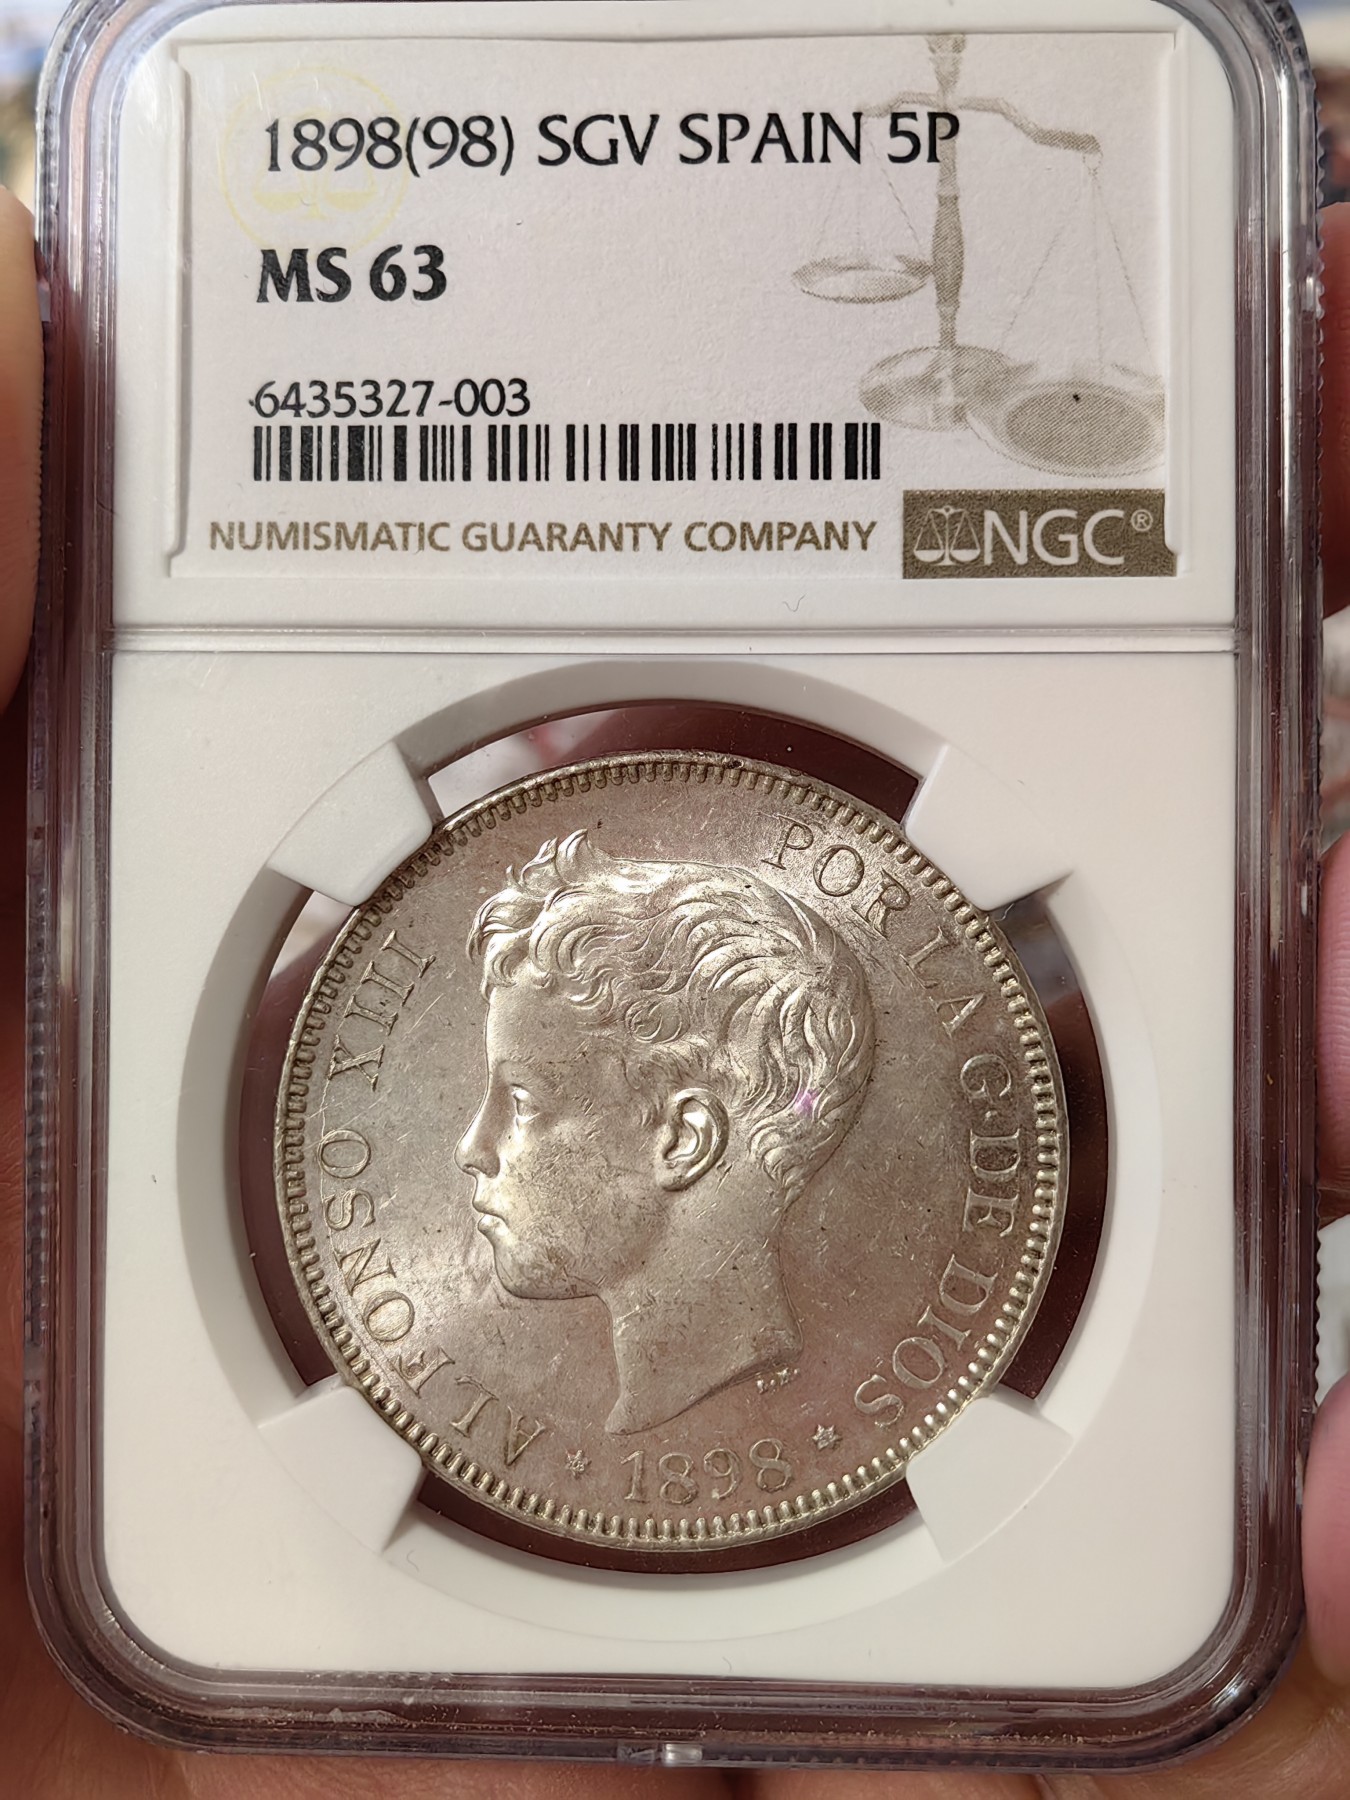 1898(98) SGV SPAIN 5P
MS 63
6435327-003
NUMISMATIC GUARANTY COMPANY
NGC®
ALFONSO XIII POR LA G·DE DIOS
* 1898 *